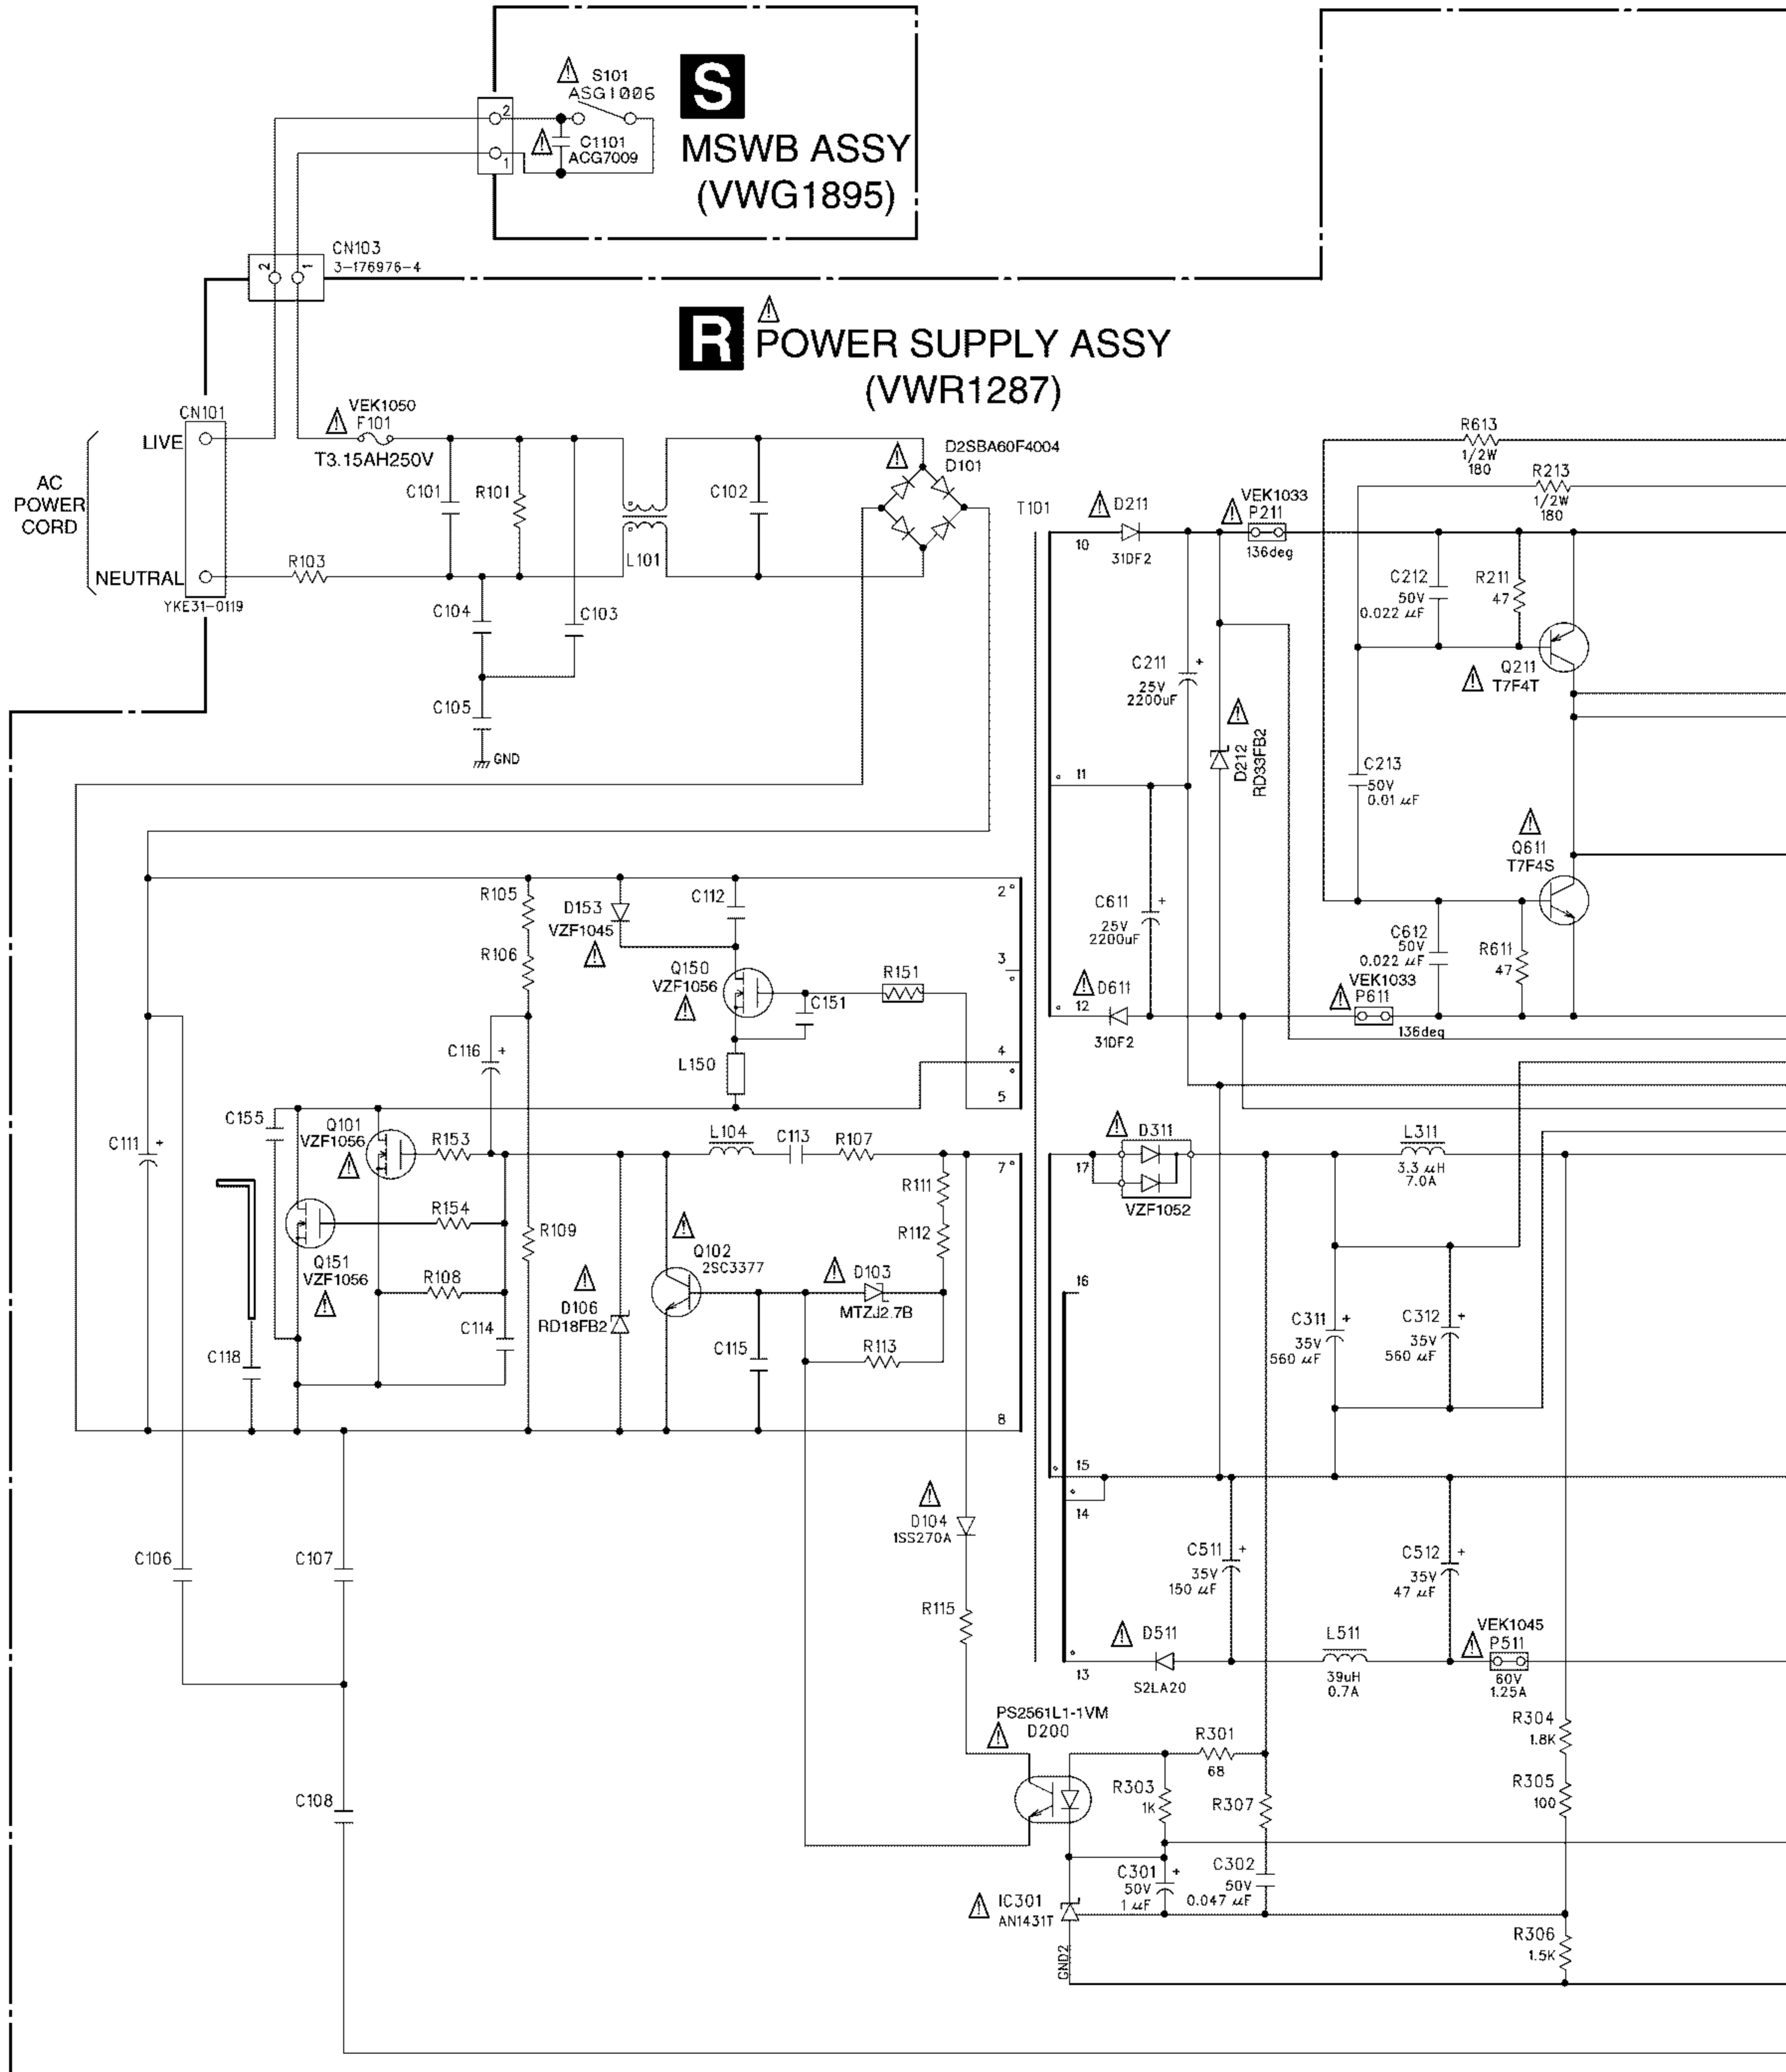 S101
ASG1006
S
2
1
C1101
ACG7009
MSWB ASSY
(VWG1895)
CN103
3-176976-4
2
1
R
POWER SUPPLY ASSY
(VWR1287)
CN101
LIVE
AC
POWER
CORD
NEUTRAL
YKE31-0119
VEK1050
F101
T3.15AH250V
C101
R101
R103
C104
C103
C105
GND
L101
C102
D2SBA60F4004
D101
T101
10
D211
31DF2
VEK1033
P211
136deg
R613
1/2W
180
R213
1/2W
180
C212
50V
0.022 µF
R211
47
Q211
T7F4T
C211
25V
2200uF
+
D212
RD33FB2
11
C213
50V
0.01 µF
Q611
T7F4S
C611
25V
2200uF
+
C612
50V
0.022 µF
R611
47
12
D611
31DF2
VEK1033
P611
136deg
R105
R106
D153
VZF1045
C112
2
3
Q150
VZF1056
C151
R151
4
5
L150
C116
+
C155
Q101
VZF1056
R153
L104
C113
R107
7
C111
+
R154
R109
Q151
VZF1056
R108
C114
D106
RD18FB2
Q102
2SC3377
R111
R112
D103
MTZJ2.7B
C115
R113
C118
8
17
D311
VZF1052
L311
3.3 µH
7.0A
16
C311
35V
560 µF
+
C312
35V
560 µF
+
15
14
C106
C107
D104
1SS270A
R115
C511
35V
150 µF
+
C512
35V
47 µF
+
13
D511
S2LA20
L511
39uH
0.7A
VEK1045
P511
60V
1.25A
C108
PS2561L1-1VM
D200
R301
68
R303
1K
R307
R304
1.8K
R305
100
IC301
AN1431T
C301
50V
1 µF
+
C302
50V
0.047 µF
R306
1.5K
GND2